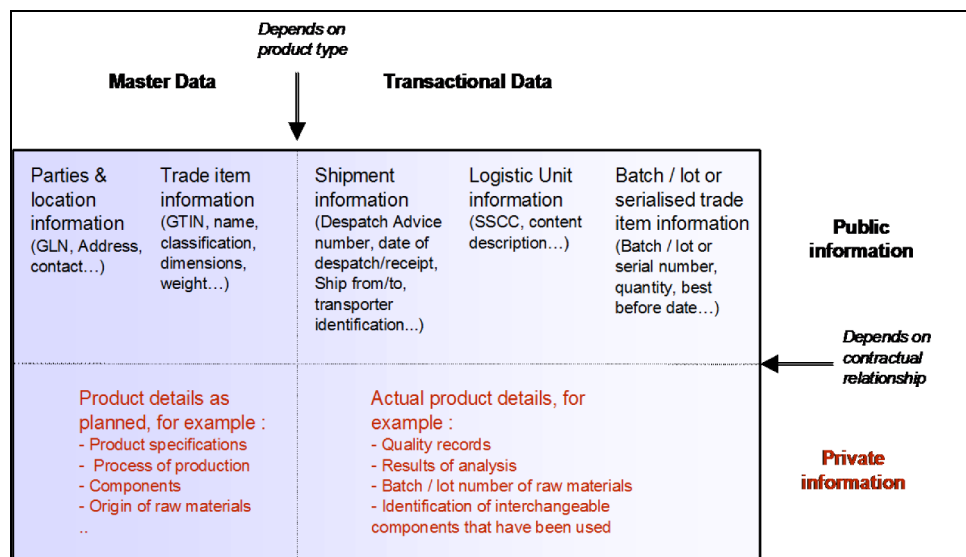 Depends on
product type
Master Data
Transactional Data
Parties &
location
information
(GLN, Address,
contact…)
Trade item
information
(GTIN, name,
classification,
dimensions,
weight…)
Shipment
information
(Despatch Advice
number, date of
despatch/receipt,
Ship from/to,
transporter
identification...)
Logistic Unit
information
(SSCC, content
description…)
Batch / lot or
serialised trade
item information
(Batch / lot or
serial number,
quantity, best
before date…)
Public
information
Depends on
contractual
relationship
Product details as
planned, for example :
- Product specifications
- Process of production
- Components
- Origin of raw materials
..
Actual product details, for
example :
- Quality records
- Results of analysis
- Batch / lot number of raw materials
- Identification of interchangeable
components that have been used
Private
information